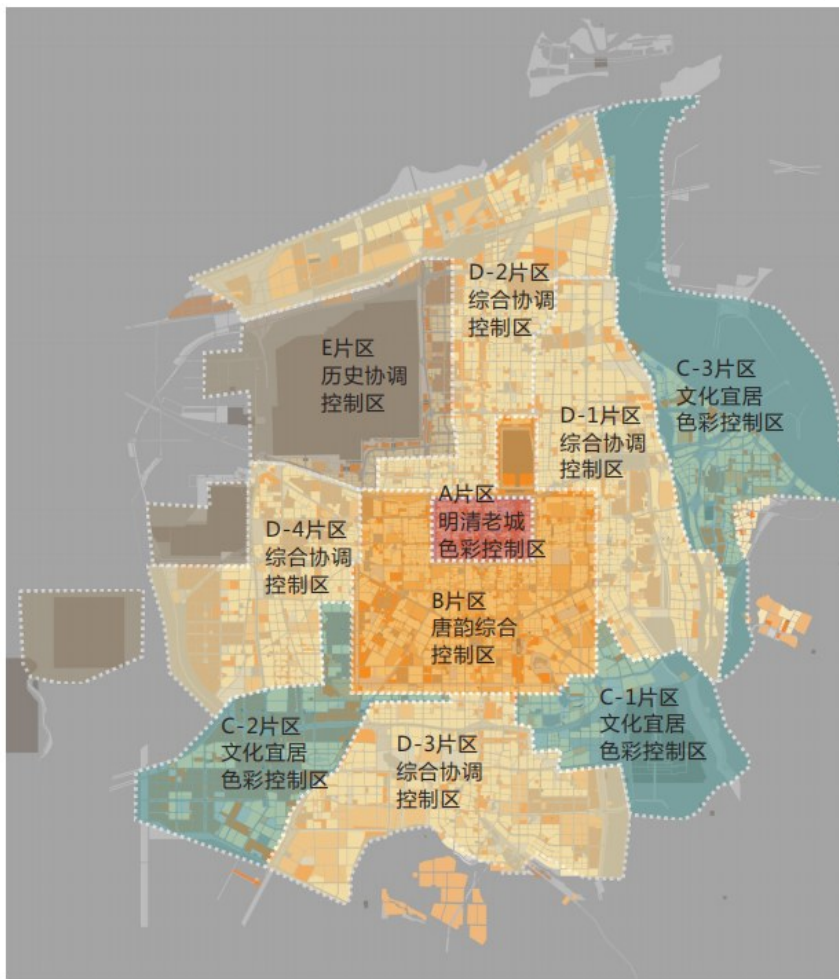 D-2片区
综合协调
控制区
E片区
历史协调
控制区
C-3片区
文化宜居
色彩控制区
D-1片区
综合协调
控制区
A片区
明清老城
色彩控制区
D-4片区
综合协调
控制区
B片区
唐韵综合
控制区
C-1片区
文化宜居
色彩控制区
C-2片区
文化宜居
色彩控制区
D-3片区
综合协调
控制区